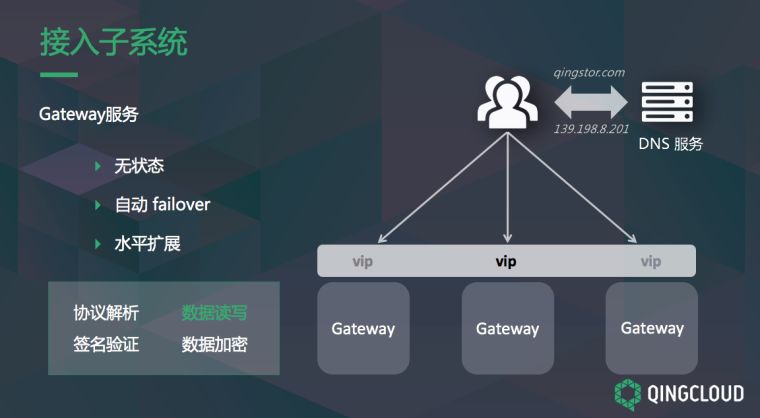 接入子系统
Gateway服务
无状态
自动 failover
水平扩展
协议解析 数据读写
签名验证 数据加密
qingstor.com
139.198.8.201
DNS 服务
vip vip vip
Gateway Gateway Gateway
QINGCLOUD